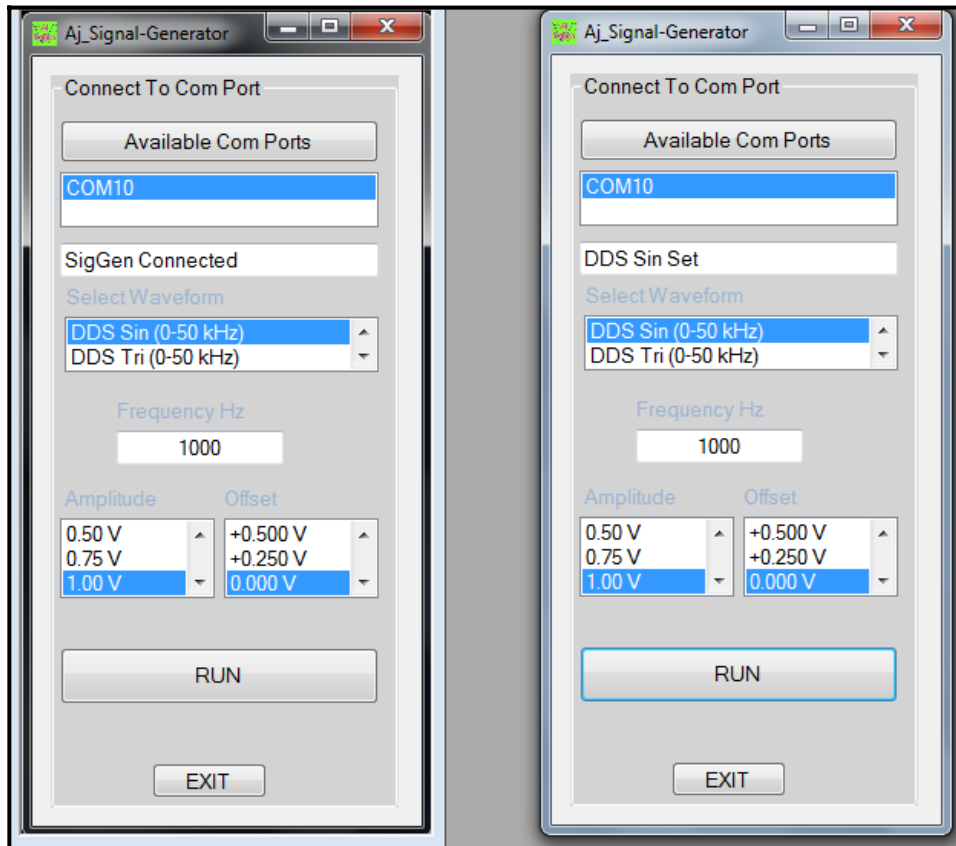 Aj_Signal-Generator
Connect To Com Port
Available Com Ports
COM10
SigGen Connected
Select Waveform
DDS Sin (0-50 kHz)
DDS Tri (0-50 kHz)
Frequency Hz
1000
Amplitude Offset
0.50 V +0.500 V
0.75 V +0.250 V
1.00 V 0.000 V
RUN
EXIT
Aj_Signal-Generator
Connect To Com Port
Available Com Ports
COM10
DDS Sin Set
Select Waveform
DDS Sin (0-50 kHz)
DDS Tri (0-50 kHz)
Frequency Hz
1000
Amplitude Offset
0.50 V +0.500 V
0.75 V +0.250 V
1.00 V 0.000 V
RUN
EXIT